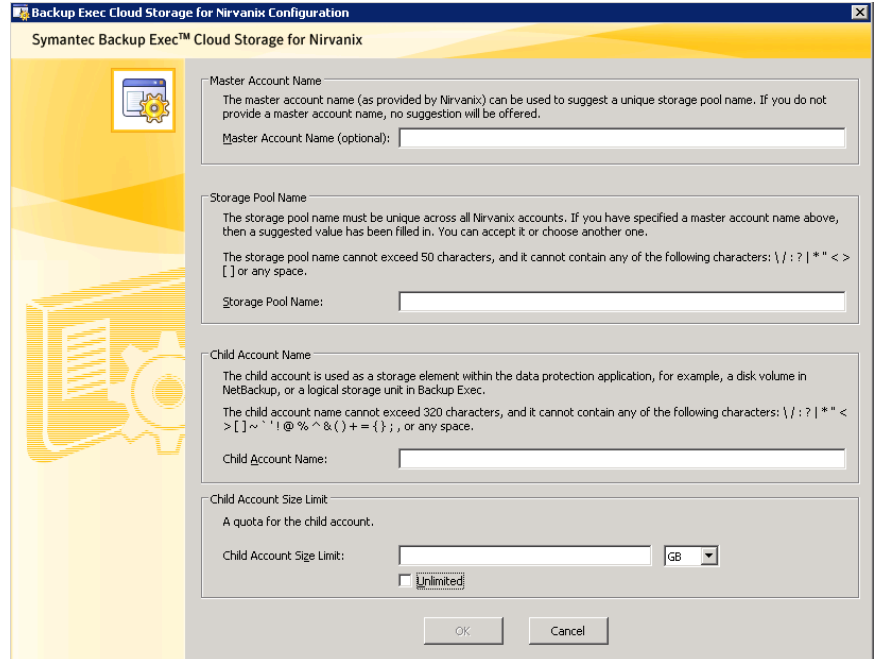 Backup Exec Cloud Storage for Nirvanix Configuration
Symantec Backup Exec™ Cloud Storage for Nirvanix
Master Account Name
The master account name (as provided by Nirvanix) can be used to suggest a unique storage pool name. If you do not
provide a master account name, no suggestion will be offered.
Master Account Name (optional):
Storage Pool Name
The storage pool name must be unique across all Nirvanix accounts. If you have specified a master account name above,
then a suggested value has been filled in. You can accept it or choose another one.
The storage pool name cannot exceed 50 characters, and it cannot contain any of the following characters: \ / : ? | * " < >
[ ] or any space.
Storage Pool Name:
Child Account Name
The child account is used as a storage element within the data protection application, for example, a disk volume in
NetBackup, or a logical storage unit in Backup Exec.
The child account name cannot exceed 320 characters, and it cannot contain any of the following characters: \ / : ? | * " <
> [ ] ~ ` ' ! @ % ^ & ( ) + = { } ; , or any space.
Child Account Name:
Child Account Size Limit
A quota for the child account.
Child Account Size Limit:
GB
Unlimited
OK
Cancel